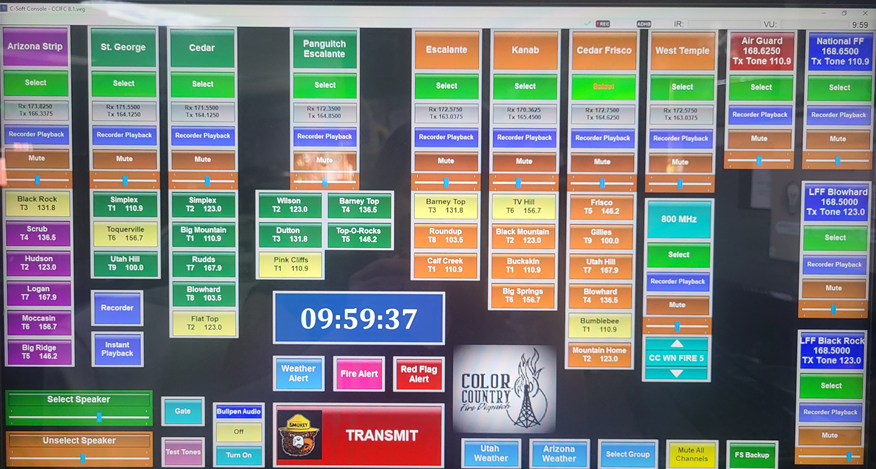 C-Soft Console - CCIFC 8.1.veg
REC
ADMB
IR:
VU:
9:59
Arizona Strip
Select
Rx 173.8250
Tx 166.3375
Recorder Playback
Mute
Black Rock
T3 131.8
Scrub
T4 136.5
Hudson
T2 123.0
Logan
T7 167.9
Moccasin
T6 156.7
Big Ridge
T5 146.2
St. George
Select
Rx 171.5500
Tx 164.1250
Recorder Playback
Mute
Simplex
T1 110.9
Toquerville
T6 156.7
Utah Hill
T9 100.0
Recorder
Instant
Playback
Cedar
Select
Rx 171.5500
Tx 164.1250
Recorder Playback
Mute
Simplex
T2 123.0
Big Mountain
T1 110.9
Rudds
T7 167.9
Blowhard
T8 103.5
Flat Top
T2 123.0
Panguitch
Escalante
Select
Rx 172.3500
Tx 164.8500
Recorder Playback
Mute
Wilson
T2 123.0
Barney Top
T4 136.5
Dutton
T3 131.8
Top-O-Rocks
T5 146.2
Pink Cliffs
T1 110.9
Escalante
Select
Rx 172.5750
Tx 163.0375
Recorder Playback
Mute
Barney Top
T3 131.8
Roundup
T8 103.5
Calf Creek
T1 110.9
Kanab
Select
Rx 170.3625
Tx 165.4500
Recorder Playback
Mute
TV Hill
T6 156.7
Black Mountain
T2 123.0
Buckskin
T1 110.9
Big Springs
T6 156.7
Cedar Frisco
Rx 172.7500
Tx 164.6250
Recorder Playback
Mute
Frisco
T5 146.2
Gillies
T9 100.0
Utah Hill
T7 167.9
Blowhard
T4 136.5
Bumblebee
T1 110.9
Mountain Home
T2 123.0
West Temple
Select
Rx 172.5750
Tx 163.0375
Recorder Playback
Mute
800 MHz
Select
Recorder Playback
Mute
CC WN FIRE 5
Air Guard
168.6250
Tx Tone 110.9
Select
Recorder Playback
Mute
National FF
168.6500
Tx Tone 110.9
Select
Recorder Playback
Mute
LFF Blowhard
168.5000
Tx Tone 123.0
Select
Recorder Playback
Mute
LFF Black Rock
168.5000
Tx Tone 123.0
Select
Recorder Playback
Mute
09:59:37
Weather
Alert
Fire Alert
Red Flag
Alert
COLOR
COUNTRY
Fire Dispatch
Select Speaker
Unselect Speaker
Gate
Test Tones
Bullpen Audio
Off
Turn On
SMOKEY
TRANSMIT
Utah
Weather
Arizona
Weather
Select Group
Mute All
Channels
FS Backup